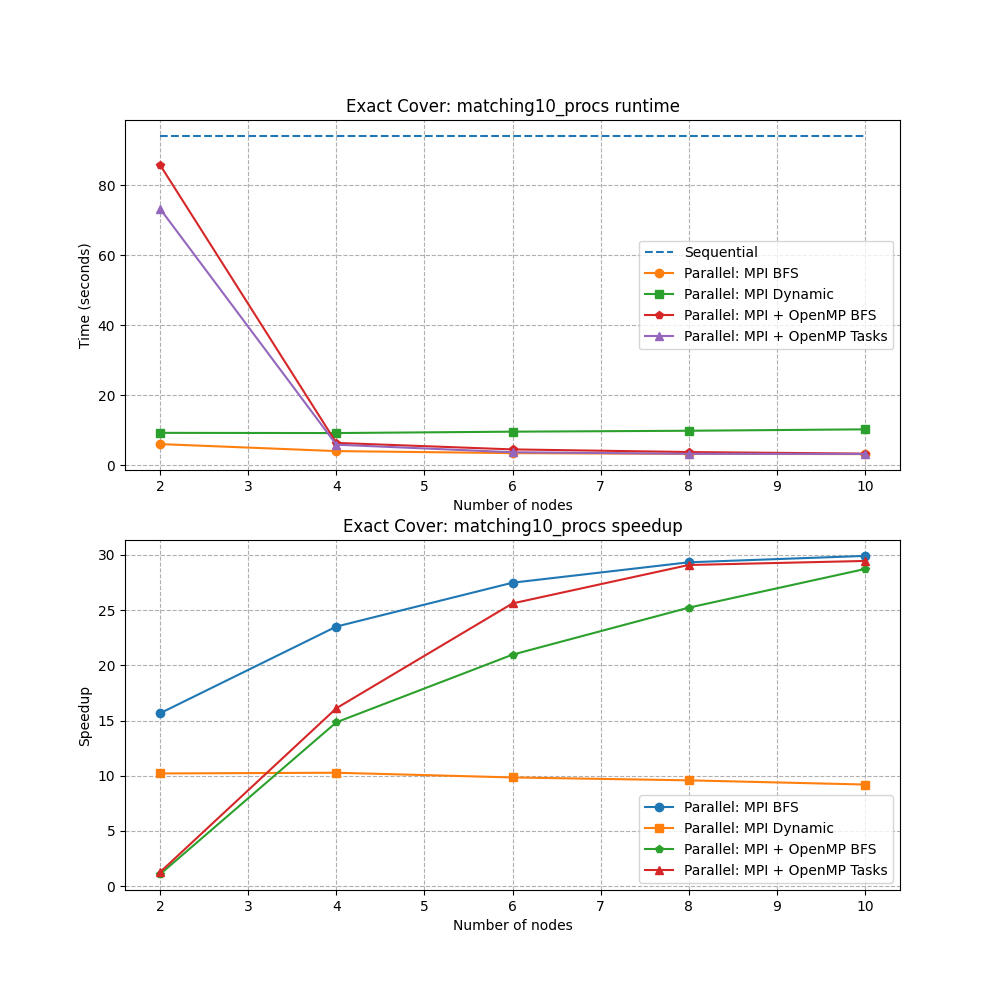 Exact Cover: matching10_procs runtime
80
60
40
20
0
Time (seconds)
Sequential
Parallel: MPI BFS
Parallel: MPI Dynamic
Parallel: MPI + OpenMP BFS
Parallel: MPI + OpenMP Tasks
2 3 4 5 6 7 8 9 10
Number of nodes
Exact Cover: matching10_procs speedup
30
25
20
15
10
5
0
Speedup
Parallel: MPI BFS
Parallel: MPI Dynamic
Parallel: MPI + OpenMP BFS
Parallel: MPI + OpenMP Tasks
2 3 4 5 6 7 8 9 10
Number of nodes